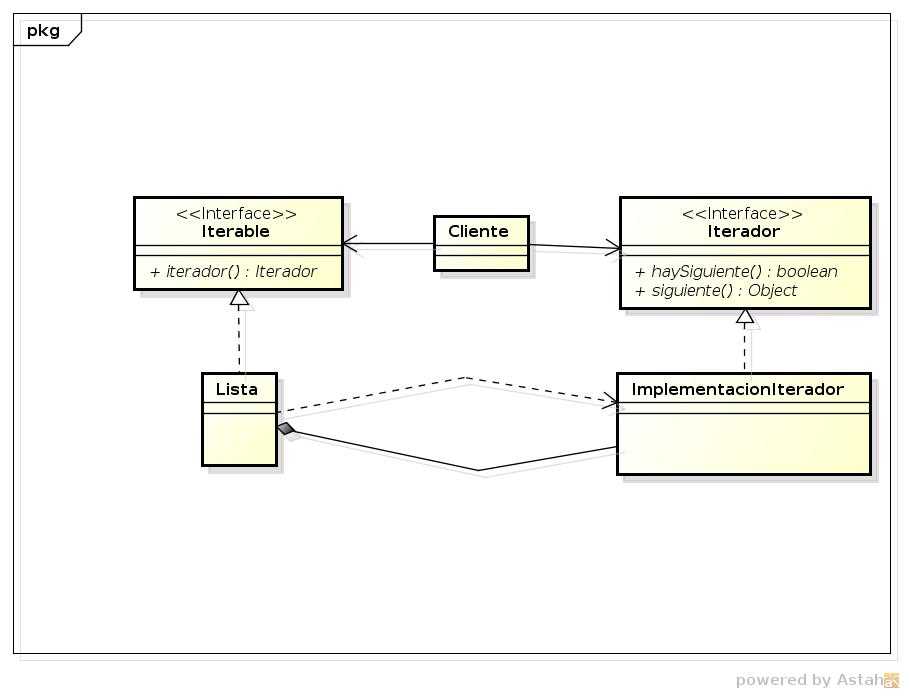 pkg
<<Interface>>
Iterable
+ iterador() : Iterador
Cliente
<<Interface>>
Iterador
+ haySiguiente() : boolean
+ siguiente() : Object
Lista
ImplementacionIterador
powered by Astah